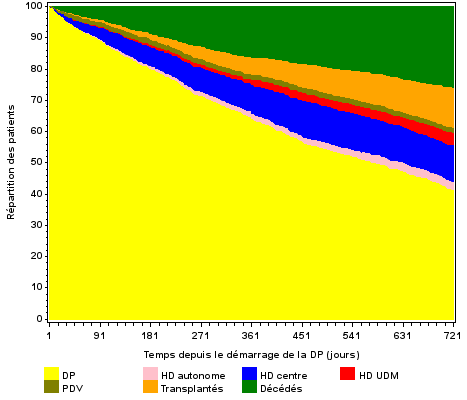 100
90
80
70
60
50
40
30
20
10
0
Répartition des patients
1 91 181 271 361 451 541 631 721
Temps depuis le démarrage de la DP (jours)
DP HD autonome HD centre HD UDM
PDV Transplantés Décédés